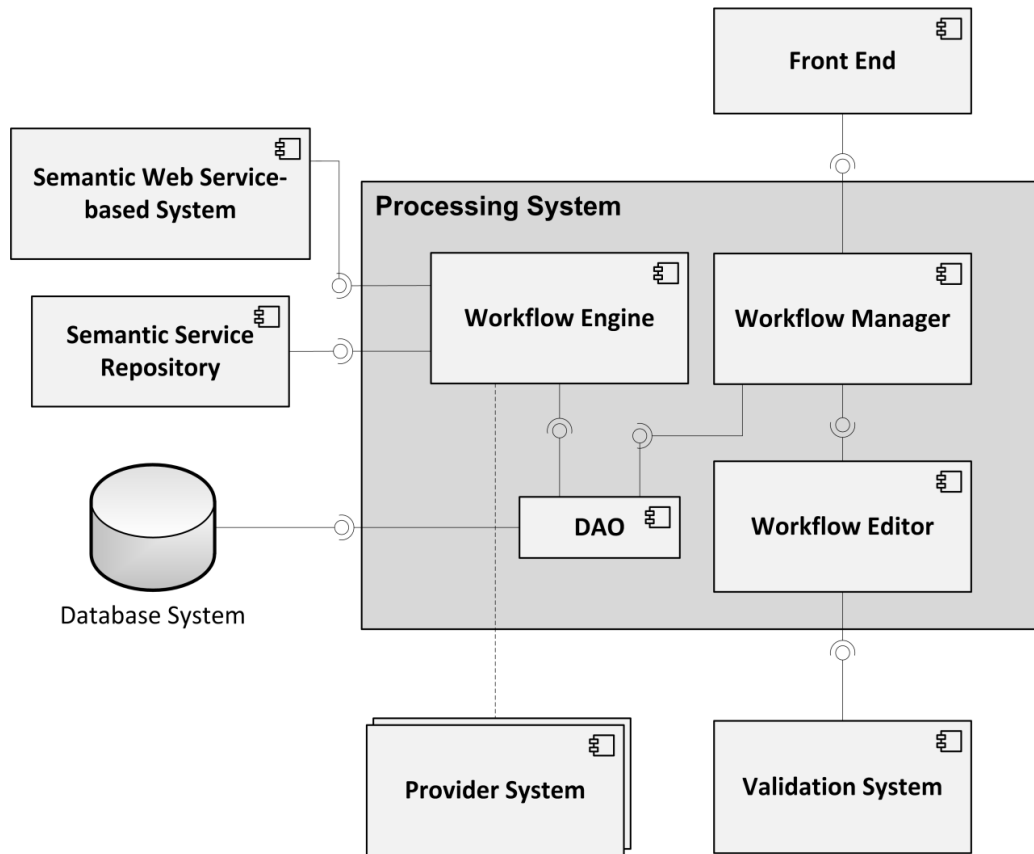 Front End
Semantic Web Service-
based System
Processing System
Workflow Engine
Workflow Manager
Semantic Service
Repository
DAO
Workflow Editor
Database System
Provider System
Validation System